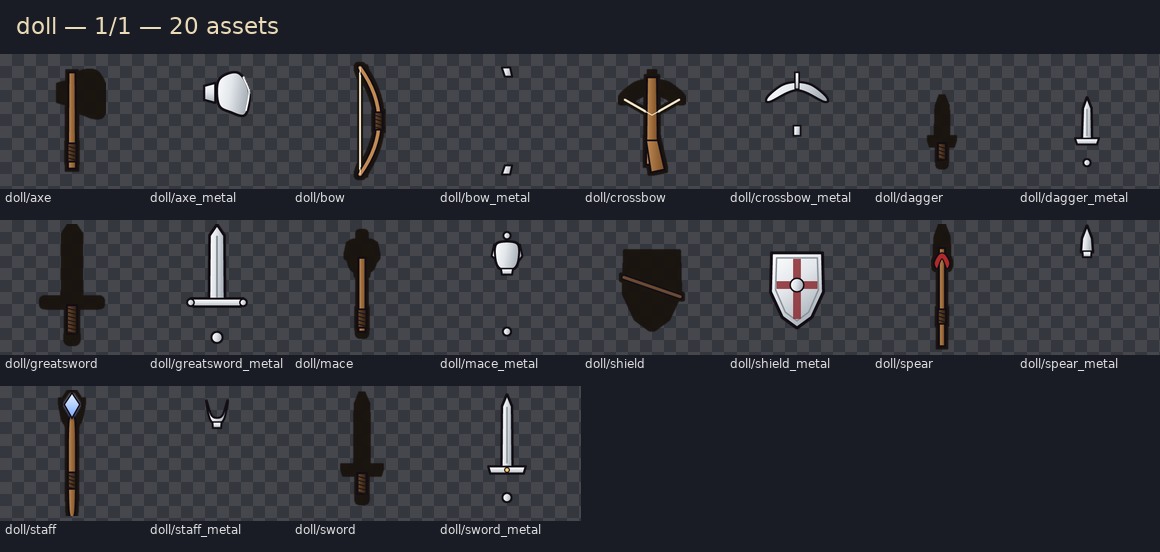 doll — 1/1 — 20 assets
doll/axe doll/axe_metal doll/bow doll/bow_metal doll/crossbow doll/crossbow_metal doll/dagger doll/dagger_metal
doll/greatsword doll/greatsword_metal doll/mace doll/mace_metal doll/shield doll/shield_metal doll/spear doll/spear_metal
doll/staff doll/staff_metal doll/sword doll/sword_metal